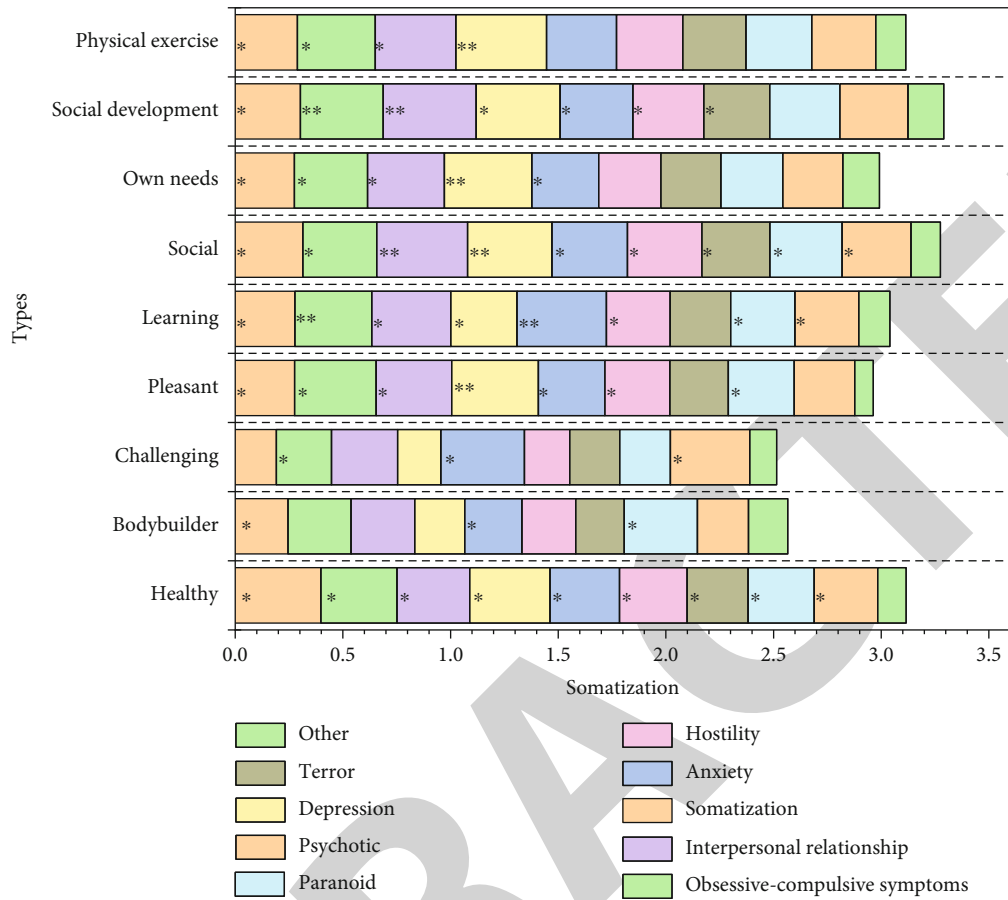 Physical exercise * * * **
Social development * ** ** * * * *
Own needs * * * ** *
Social * * ** ** * * * * *
Learning * ** * * ** * * *
Pleasant * * * ** * * *
Challenging * * *
Bodybuilder * * *
Healthy * * * * * * * * *
Types
0.0 0.5 1.0 1.5 2.0 2.5 3.0 3.5
Somatization
Other Hostility
Terror Anxiety
Depression Somatization
Psychotic Interpersonal relationship
Paranoid Obsessive-compulsive symptoms